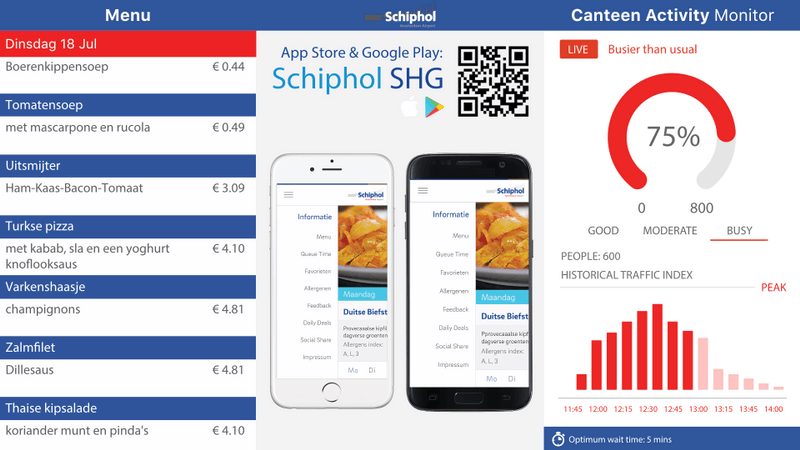 Menu
Dinsdag 18 Jul
Boerenkippensoep € 0.44
Tomatensoep
met mascarpone en rucola € 0.49
Uitsmijter
Ham-Kaas-Bacon-Tomaat € 3.09
Turkse pizza
met kabab, sla en een yoghurt € 4.10
knoflooksaus
Varkenshaasje
champignons € 4.81
Zalmfilet
Dillesaus € 4.81
Thaise kipsalade
koriander munt en pinda's € 4.10
Schiphol
App Store & Google Play:
Schiphol SHG
Schiphol
Informatie
Menu
Queue Time
Favorieten
Allergenen
Feedback
Daily Deals
Social Share
Impressum
Maandag
Duitse Biefst
Provecaalse kipfil
dagverse groenten
Allergens index:
A, L, 3
Mo Di
Schiphol
Informatie
Menu
Queue Time
Favorieten
Allergenen
Feedback
Daily Deals
Social Share
Impressum
Maandag
Duitse Biefst
Pprovecaalse kipfi
dagverse groenten
Allergens index:
A, L, 3
Mo Di
Canteen Activity Monitor
LIVE Busier than usual
75%
0 800
GOOD MODERATE BUSY
PEOPLE: 600
HISTORICAL TRAFFIC INDEX
PEAK
11:45 12:00 12:15 12:30 12:45 13:00 13:15 13:45 14:00
Optimum wait time: 5 mins